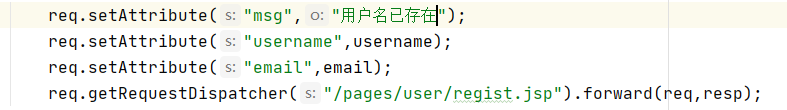 req.setAttribute( s: "msg", o: "用户名已存在");
req.setAttribute( s: "username",username);
req.setAttribute( s: "email",email);
req.getRequestDispatcher( s: "/pages/user/regist.jsp").forward(req,resp);